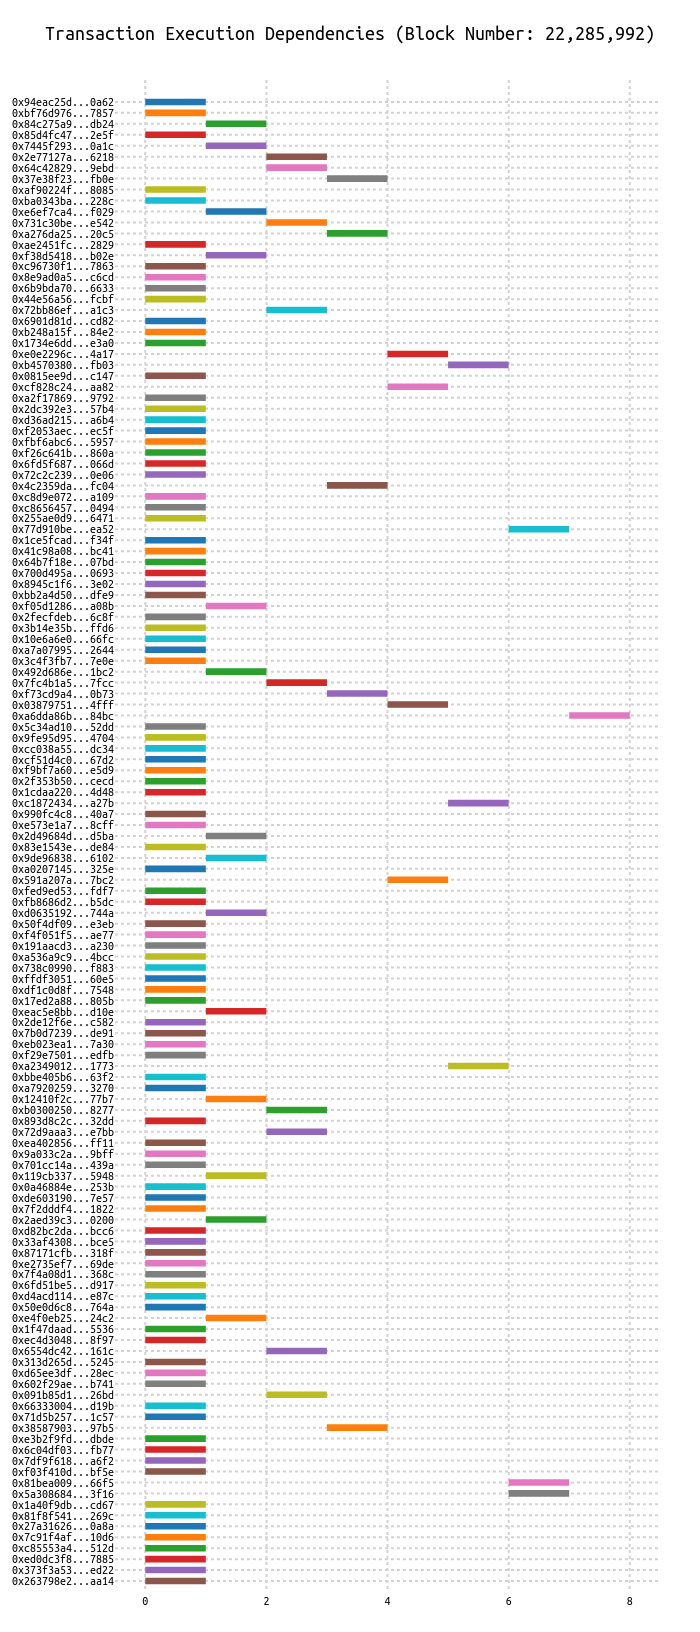 Transaction Execution Dependencies (Block Number: 22,285,992)
0x94eac25d...0a62
0xbf76d976...7857
0x84c275a9...db24
0x85d4fc47...2e5f
0x7445f293...0a1c
0x2e77127a...6218
0x64c42829...9ebd
0x37e38f23...fb0e
0xaf90224f...8085
0xba0343ba...228c
0xe6ef7ca4...f029
0x731c30be...e542
0xa276da25...20c5
0xae2451fc...2829
0xf38d5418...b02e
0xc96730f1...7863
0x8e9ad0a5...c6cd
0x6b9bda70...6633
0x44e56a56...fcbf
0x72bb86ef...a1c3
0x6901d81d...cd82
0xb248a15f...84e2
0x1734e6dd...e3a0
0xe0e2296c...4a17
0xb4570380...fb03
0x0815ee9d...c147
0xcf828c24...aa82
0xa2f17869...9792
0x2dc392e3...57b4
0xd36ad215...a6b4
0xf2053aec...ec5f
0xfbf6abc6...5957
0xf26c641b...860a
0x6fd5f687...066d
0x72c2c239...0e06
0x4c2359da...fc04
0xc8d9e072...a109
0xc8656457...0494
0x255ae0d9...6471
0x77d910be...ea52
0x1ce5fcad...f34f
0x41c98a08...bc41
0x64b7f18e...07bd
0x700d495a...0693
0x8945c1f6...3e02
0xbb2a4d50...dfe9
0xf05d1286...a08b
0x2fecfdeb...6c8f
0x3b14e35b...ffd6
0x10e6a6e0...66fc
0xa7a07995...2644
0x3c4f3fb7...7e0e
0x492d686e...1bc2
0x7fc4b1a5...7fcc
0xf73cd9a4...0b73
0x03879751...4fff
0xa6dda86b...84bc
0x5c34ad10...52dd
0x9fe95d95...4704
0xcc038a55...dc34
0xcf51d4c0...67d2
0xf9bf7a60...e5d9
0x2f353b50...cecd
0x1cdaa220...4d48
0xc1872434...a27b
0x990fc4c8...40a7
0xe573e1a7...8cff
0x2d49684d...d5ba
0x83e1543e...de84
0x9de96838...6102
0xa0207145...325e
0x591a207a...7bc2
0xfed9ed53...fdf7
0xfb8686d2...b5dc
0xd0635192...744a
0x50f4df09...e3eb
0xf4f051f5...ae77
0x191aacd3...a230
0xa536a9c9...4bcc
0x738c0990...f883
0xffdf3051...60e5
0xdf1c0d8f...7548
0x17ed2a88...805b
0xeac5e8bb...d10e
0x2de12f6e...c582
0x7b0d7239...de91
0xeb023ea1...7a30
0xf29e7501...edfb
0xa2349012...1773
0xbbe405b6...63f2
0xa7920259...3270
0x12410f2c...77b7
0xb0300250...8277
0x893d8c2c...32dd
0x72d9aaa3...e7bb
0xea402856...ff11
0x9a033c2a...9bff
0x701cc14a...439a
0x119cb337...5948
0x0a46884e...253b
0xde603190...7e57
0x7f2dddf4...1822
0x2aed39c3...0200
0xd82bc2da...bcc6
0x33af4308...bce5
0x87171cfb...318f
0xe2735ef7...69de
0x7f4a08d1...368c
0x6fd51be5...d917
0xd4acd114...e87c
0x50e0d6c8...764a
0xe4f0eb25...24c2
0x1f47daad...5536
0xec4d3048...8f97
0x6554dc42...161c
0x313d265d...5245
0xd65ee3df...28ec
0x602f29ae...b741
0x091b85d1...26bd
0x66333004...d19b
0x71d5b257...1c57
0x38587903...97b5
0xe3b2f9fd...dbde
0x6c04df03...fb77
0x7df9f618...a6f2
0xf03f410d...bf5e
0x81bea009...66f5
0x5a308684...3f16
0x1a40f9db...cd67
0x81f8f541...269c
0x27a31626...0a8a
0x7c91f4af...10d6
0xc85553a4...512d
0xed0dc3f8...7885
0x373f3a53...ed22
0x263798e2...aa14
0 2 4 6 8